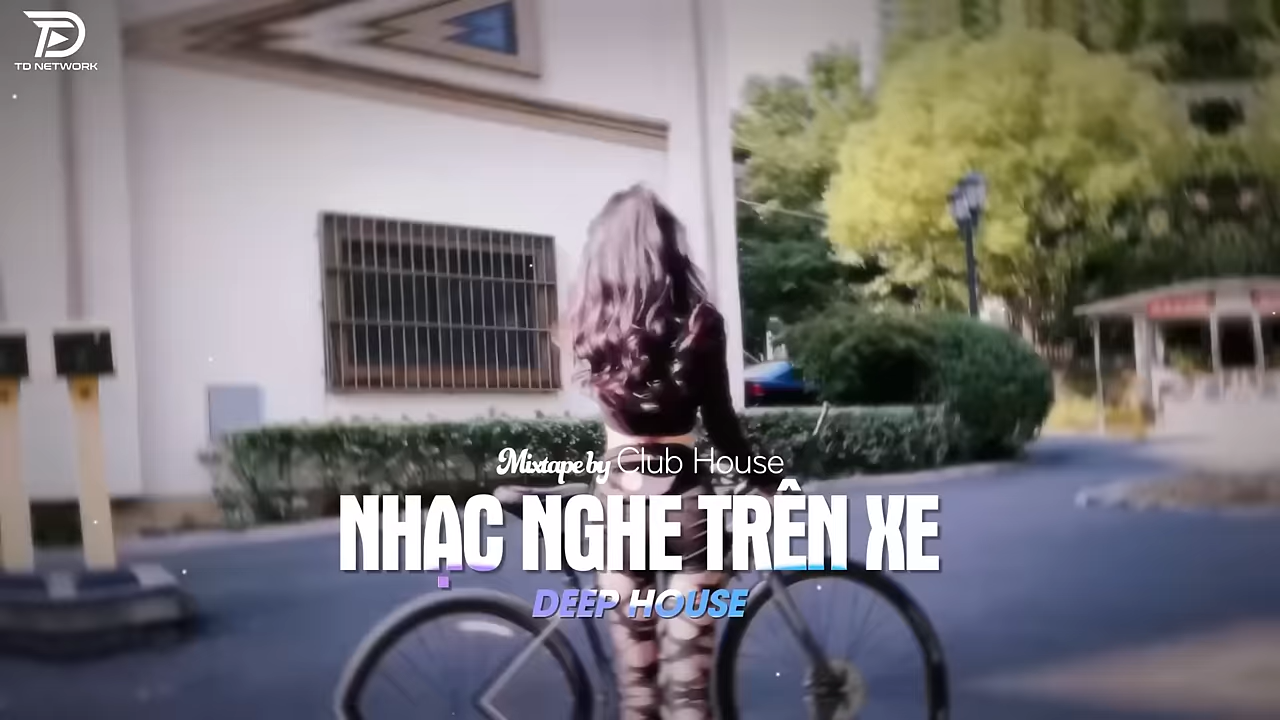 TD NETWORK
Mixtape by Club House
NHẠC NGHE TRÊN XE
DEEP HOUSE